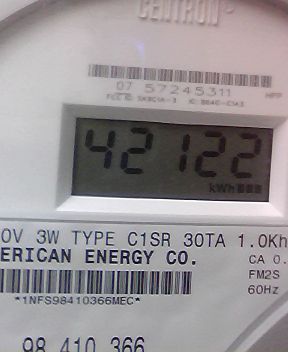 CENTRON
07 57245311
HPP
42122
kWh
0V 3W TYPE C1SR 30TA 1.0Kh
ERICAN ENERGY CO.
CA 0.
FM2S
*1NFS98410366MEC*
60Hz
98 410 366